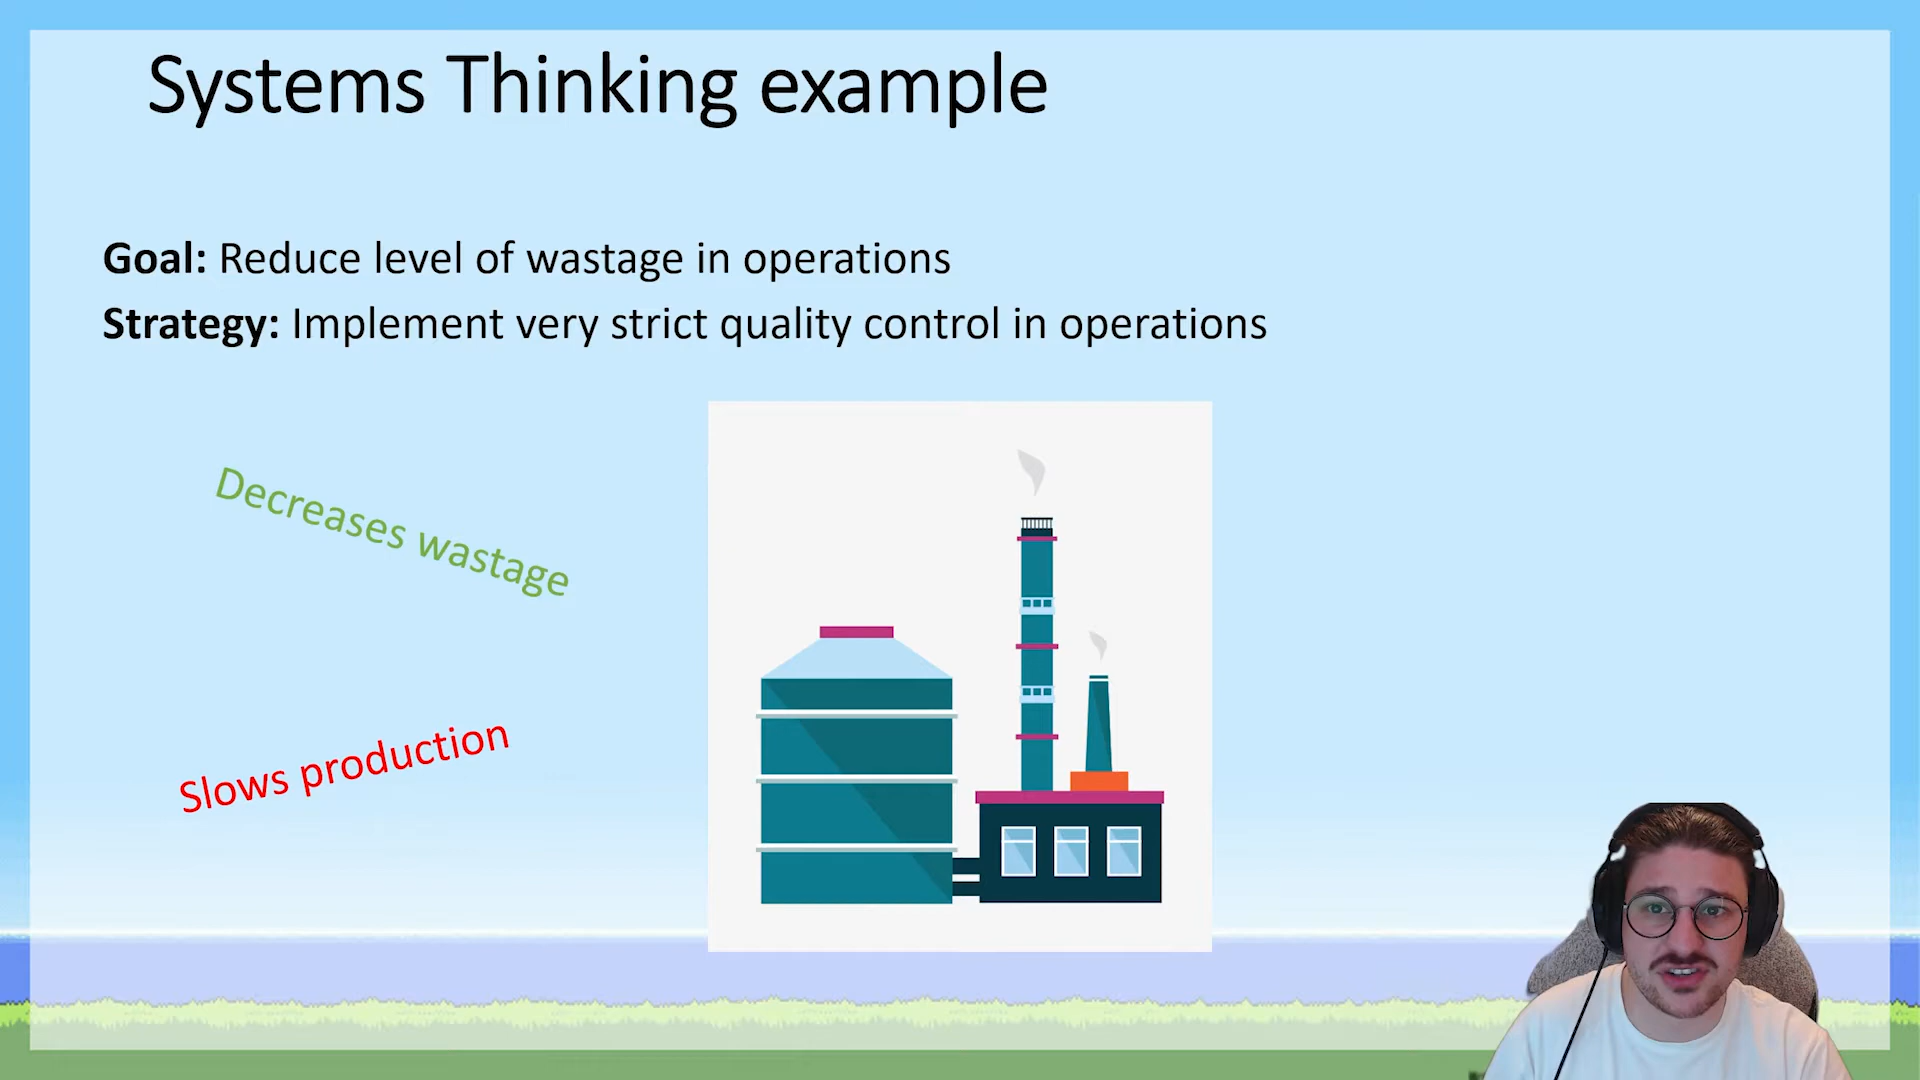 Systems Thinking example
Goal: Reduce level of wastage in operations
Strategy: Implement very strict quality control in operations
Decreases wastage
Slows production